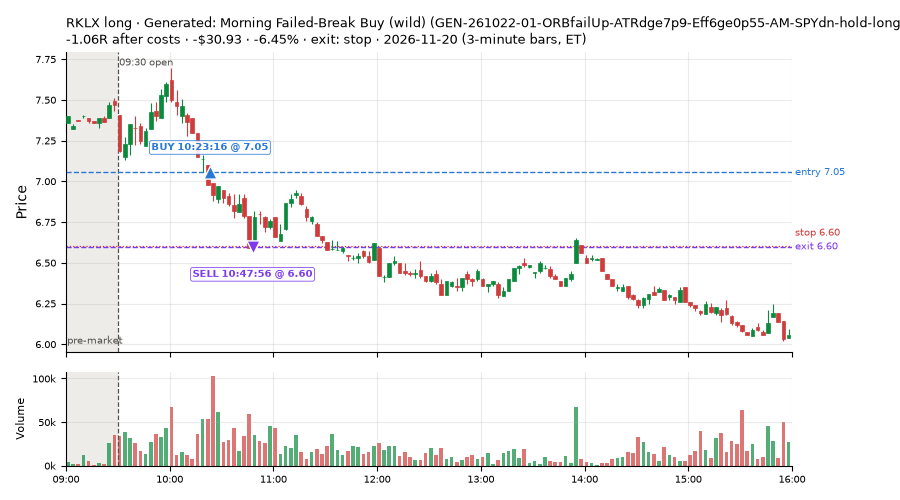 RKLX long · Generated: Morning Failed-Break Buy (wild) (GEN-261022-01-ORBfailUp-ATRdge7p9-Eff6ge0p55-AM-SPYdn-hold-long
-1.06R after costs · -$30.93 · -6.45% · exit: stop · 2026-11-20 (3-minute bars, ET)
7.75
09:30 open
7.50
7.25
BUY 10:23:16 @ 7.05
entry 7.05
7.00
Price
6.75
stop 6.60
exit 6.60
6.50
SELL 10:47:56 @ 6.60
6.25
6.00
pre-market
100k
50k
0k
Volume
09:00
10:00
11:00
12:00
13:00
14:00
15:00
16:00